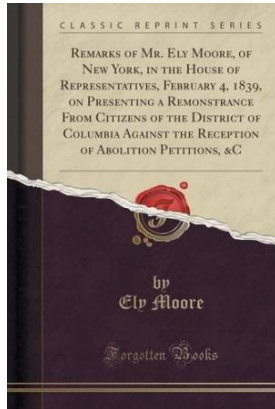 CLASSIC REPRINT SERIES
REMARKS OF MR. ELY MOORE, OF
NEW YORK, IN THE HOUSE OF
REPRESENTATIVES, FEBRUARY 4, 1839,
ON PRESENTING A REMONSTRANCE
FROM CITIZENS OF THE DISTRICT OF
COLUMBIA AGAINST THE RECEPTION
OF ABOLITION PETITIONS, &C
by
Ely Moore
Forgotten Books